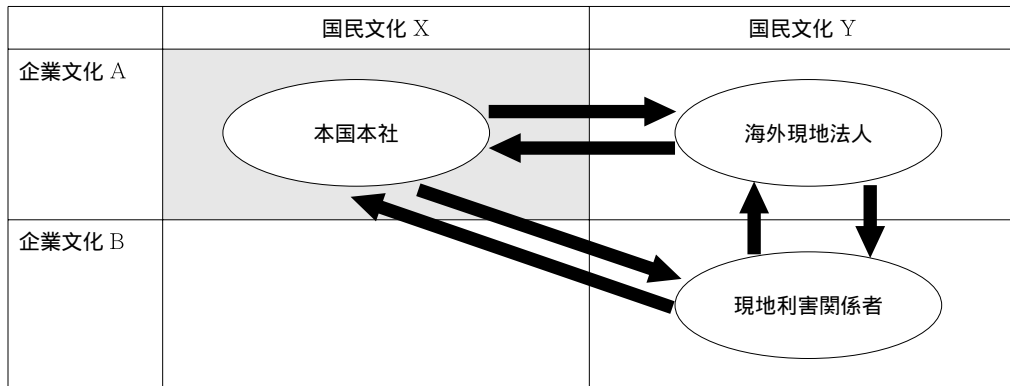 国民文化 X
国民文化 Y
企業文化 A
本国本社
海外現地法人
企業文化 B
現地利害関係者